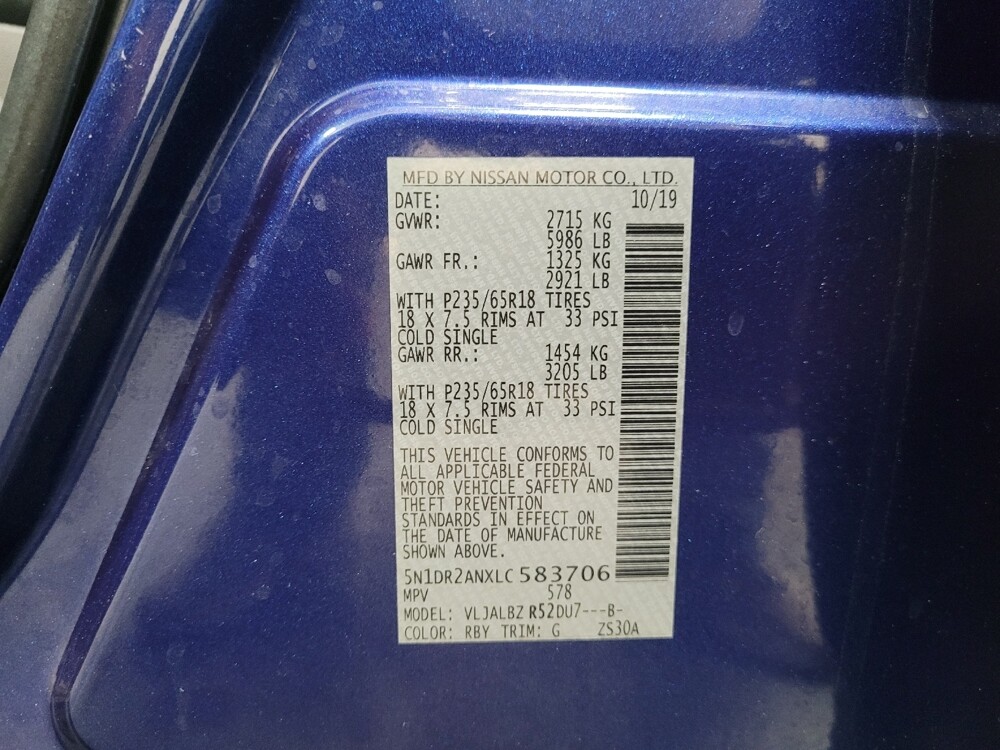 MFD BY NISSAN MOTOR CO., LTD.
DATE: 10/19
GVWR: 2715 KG
5986 LB
GAWR FR.: 1325 KG
2921 LB
WITH P235/65R18 TIRES
18 X 7.5 RIMS AT 33 PSI
COLD SINGLE
GAWR RR.: 1454 KG
3205 LB
WITH P235/65R18 TIRES
18 X 7.5 RIMS AT 33 PSI
COLD SINGLE
THIS VEHICLE CONFORMS TO
ALL APPLICABLE FEDERAL
MOTOR VEHICLE SAFETY AND
THEFT PREVENTION
STANDARDS IN EFFECT ON
THE DATE OF MANUFACTURE
SHOWN ABOVE.
5N1DR2ANXLC583706
MPV 578
MODEL: VLJALBZ R52DU7---B-
COLOR: RBY TRIM: G ZS30A